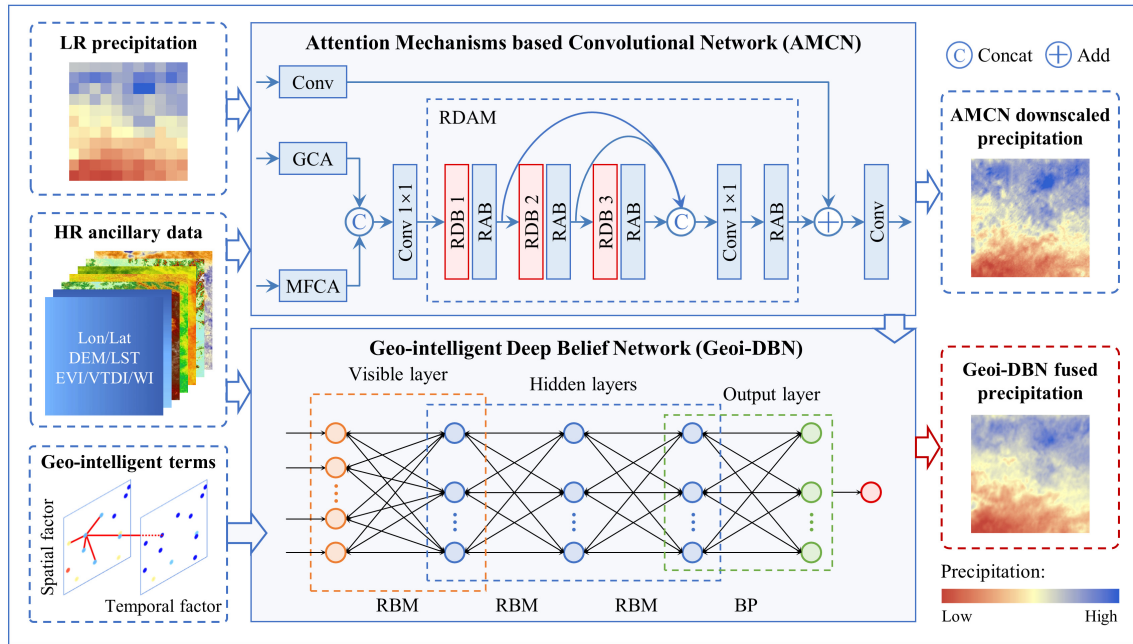 LR precipitation
HR ancillary data
Lon/Lat
DEM/LST
EVI/VTDI/WI
Geo-intelligent terms
Spatial factor
Temporal factor
Attention Mechanisms based Convolutional Network (AMCN)
Conv
GCA
MFCA
C
Conv 1×1
RDAM
RDB 1
RAB
RDB 2
RAB
RDB 3
RAB
C
Conv 1×1
RAB
Conv
Geo-intelligent Deep Belief Network (Geoi-DBN)
Visible layer
Hidden layers
Output layer
RBM
RBM
RBM
BP
C Concat
Add
AMCN downscaled
precipitation
Geoi-DBN fused
precipitation
Precipitation:
Low
High